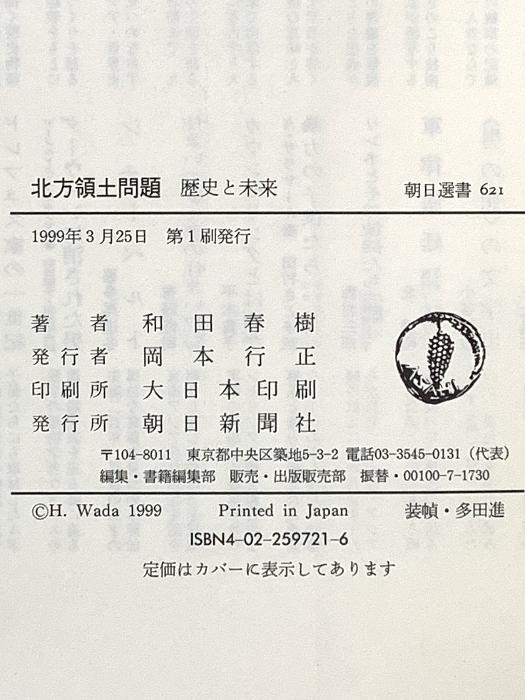 北方領土問題 歴史と未来 朝日選書 621
1999年3月25日 第1刷発行
著者 和田春樹
発行者 岡本行正
印刷所 大日本印刷
発行所 朝日新聞社
〒104-8011 東京都中央区築地5-3-2 電話03-3545-0131(代表)
編集・書籍編集部 販売・出版販売部 振替・00100-7-1730
©H. Wada 1999 Printed in Japan 装幀・多田進
ISBN4-02-259721-6
定価はカバーに表示してあります